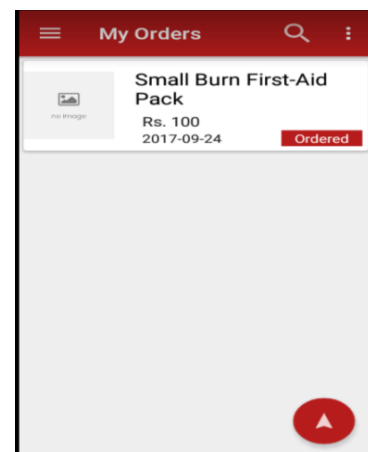 My Orders
Small Burn First-Aid
Pack
no image
Rs. 100
2017-09-24
Ordered